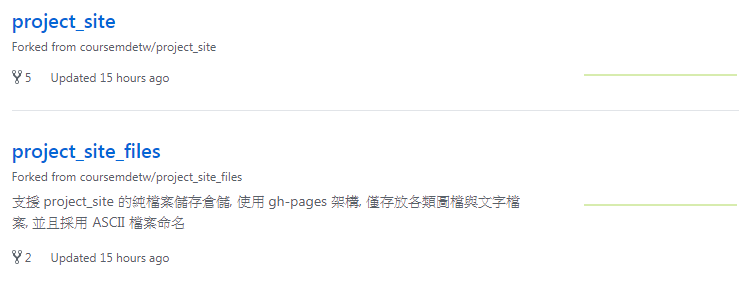 project_site
Forked from coursemdetw/project_site
5 Updated 15 hours ago
project_site_files
Forked from coursemdetw/project_site_files
支援 project_site 的純檔案儲存倉儲, 使用 gh-pages 架構, 僅存放各類圖檔與文字檔
案, 並且採用 ASCII 檔案命名
2 Updated 15 hours ago